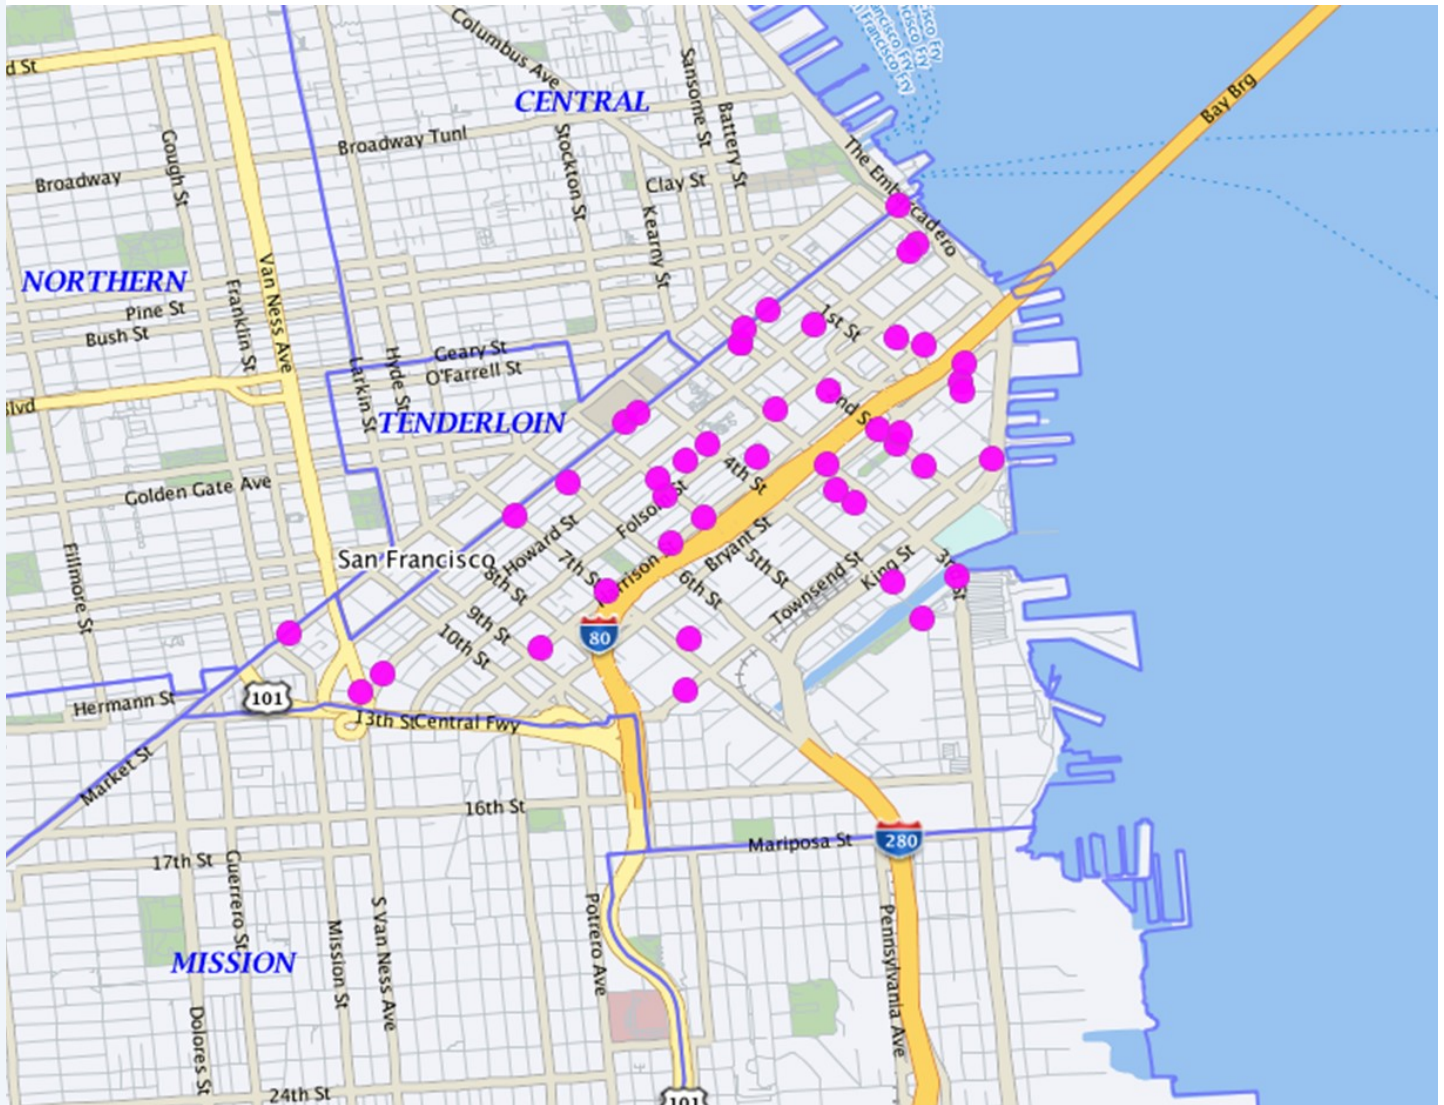 Columbus Ave
Sansome St
Battery St
CENTRAL
d St
Gough St
Broadway Tunl
Stockton St
Broadway
Clay St
Kearny St
The Embarcadero
Bay Brg
NORTHERN
Pine St
Bush St
Franklin St
Van Ness Ave
Larkin St
Hyde St
Geary St
O'Farrell St
1st St
lvd
TENDERLOIN
nd St
4th St
Golden Gate Ave
Folsom St
Howard St
San Francisco
7th St
8th St
Harrison
Bryant St
5th St
6th St
Townsend St
King St
3rd St
Fillmore St
9th St
10th St
80
Hermann St
101
13th St
Central Fwy
Market St
16th St
Mariposa St
280
17th St
Guerrero St
MISSION
Mission St
S Van Ness Ave
Potrero Ave
Pennsylvania Ave
Dolores St
24th St
101